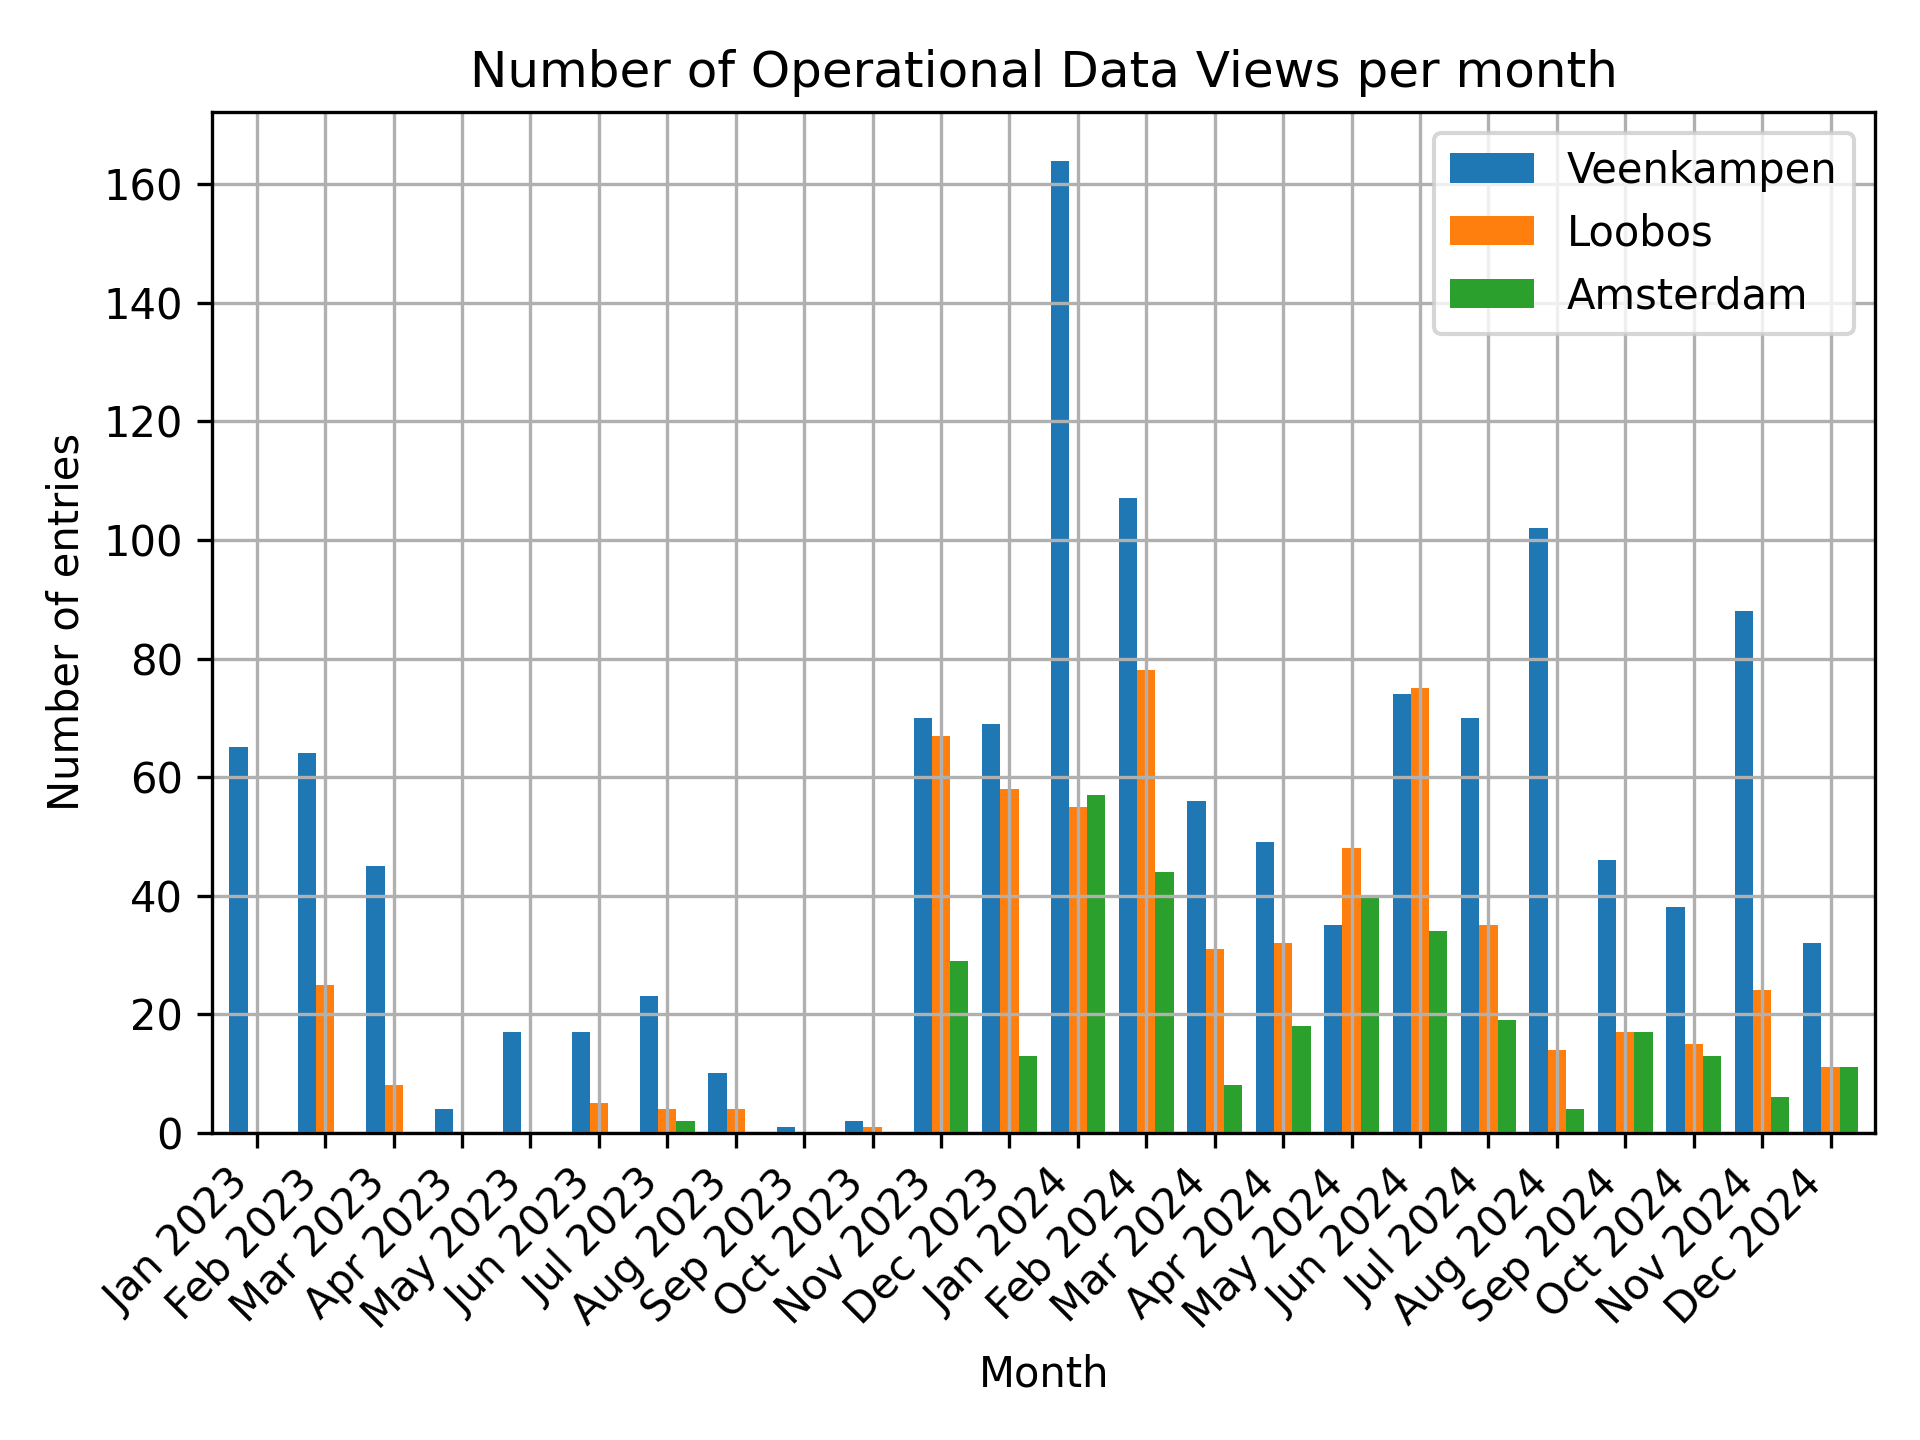 Number of Operational Data Views per month
Veenkampen
Loobos
Amsterdam
Number of entries
160
140
120
100
80
60
40
20
0
Jan 2023
Feb 2023
Mar 2023
Apr 2023
May 2023
Jun 2023
Jul 2023
Aug 2023
Sep 2023
Oct 2023
Nov 2023
Dec 2023
Jan 2024
Feb 2024
Mar 2024
Apr 2024
May 2024
Jun 2024
Jul 2024
Aug 2024
Sep 2024
Oct 2024
Nov 2024
Dec 2024
Month